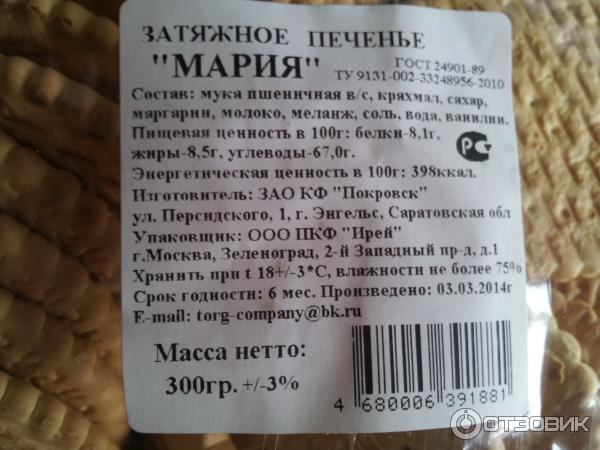 ЗАТЯЖНОЕ ПЕЧЕНЬЕ
"МАРИЯ"
ГОСТ 24901-89
ТУ 9131-002-33248956-2010
Состав: мука пшеничная в/с, крахмал, сахар,
маргарин, молоко, меланж, соль, вода, ванилин.
Пищевая ценность в 100г: белки-8,1г,
жиры-8,5г, углеводы-67,0г.
РСТ
Энергетическая ценность в 100г: 398ккал.
Изготовитель: ЗАО КФ "Покровск"
ул. Персидского, 1, г. Энгельс, Саратовская обл
Упаковщик: ООО ПКФ "Ирей"
г.Москва, Зеленоград, 2-й Западный пр-д, д.1
Хранить при t 18+/-3*С, влажности не более 75%
Срок годности: 6 мес. Произведено: 03.03.2014г
E-mail: torg-company@bk.ru
Масса нетто:
300гр. +/-3%
4 680006 391881
ОТЗОВИК